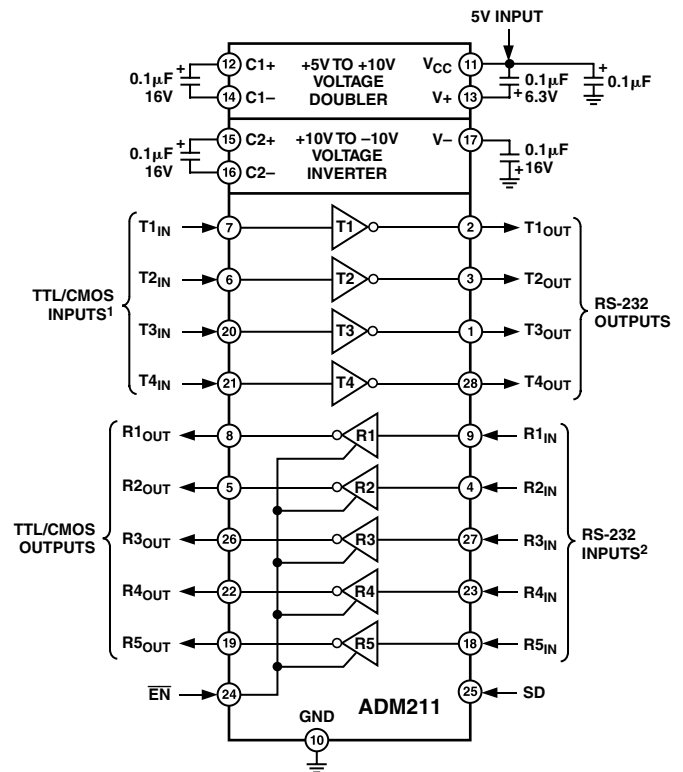 5V INPUT
12 C1+ +5V TO +10V VOLTAGE DOUBLER VCC 11
0.1µF 16V + 14 C1– V+ 13 0.1µF + 6.3V + 0.1µF
15 C2+ +10V TO –10V VOLTAGE INVERTER V– 17
0.1µF 16V + 16 C2– 0.1µF + 16V
T1IN 7 T1 2 T1OUT
T2IN 6 T2 3 T2OUT
TTL/CMOS INPUTS1 RS-232 OUTPUTS
T3IN 20 T3 1 T3OUT
T4IN 21 T4 28 T4OUT
R1OUT 8 R1 9 R1IN
R2OUT 5 R2 4 R2IN
TTL/CMOS OUTPUTS R3OUT 26 R3 27 R3IN RS-232 INPUTS2
R4OUT 22 R4 23 R4IN
R5OUT 19 R5 18 R5IN
EN 24 25 SD
ADM211
GND
10